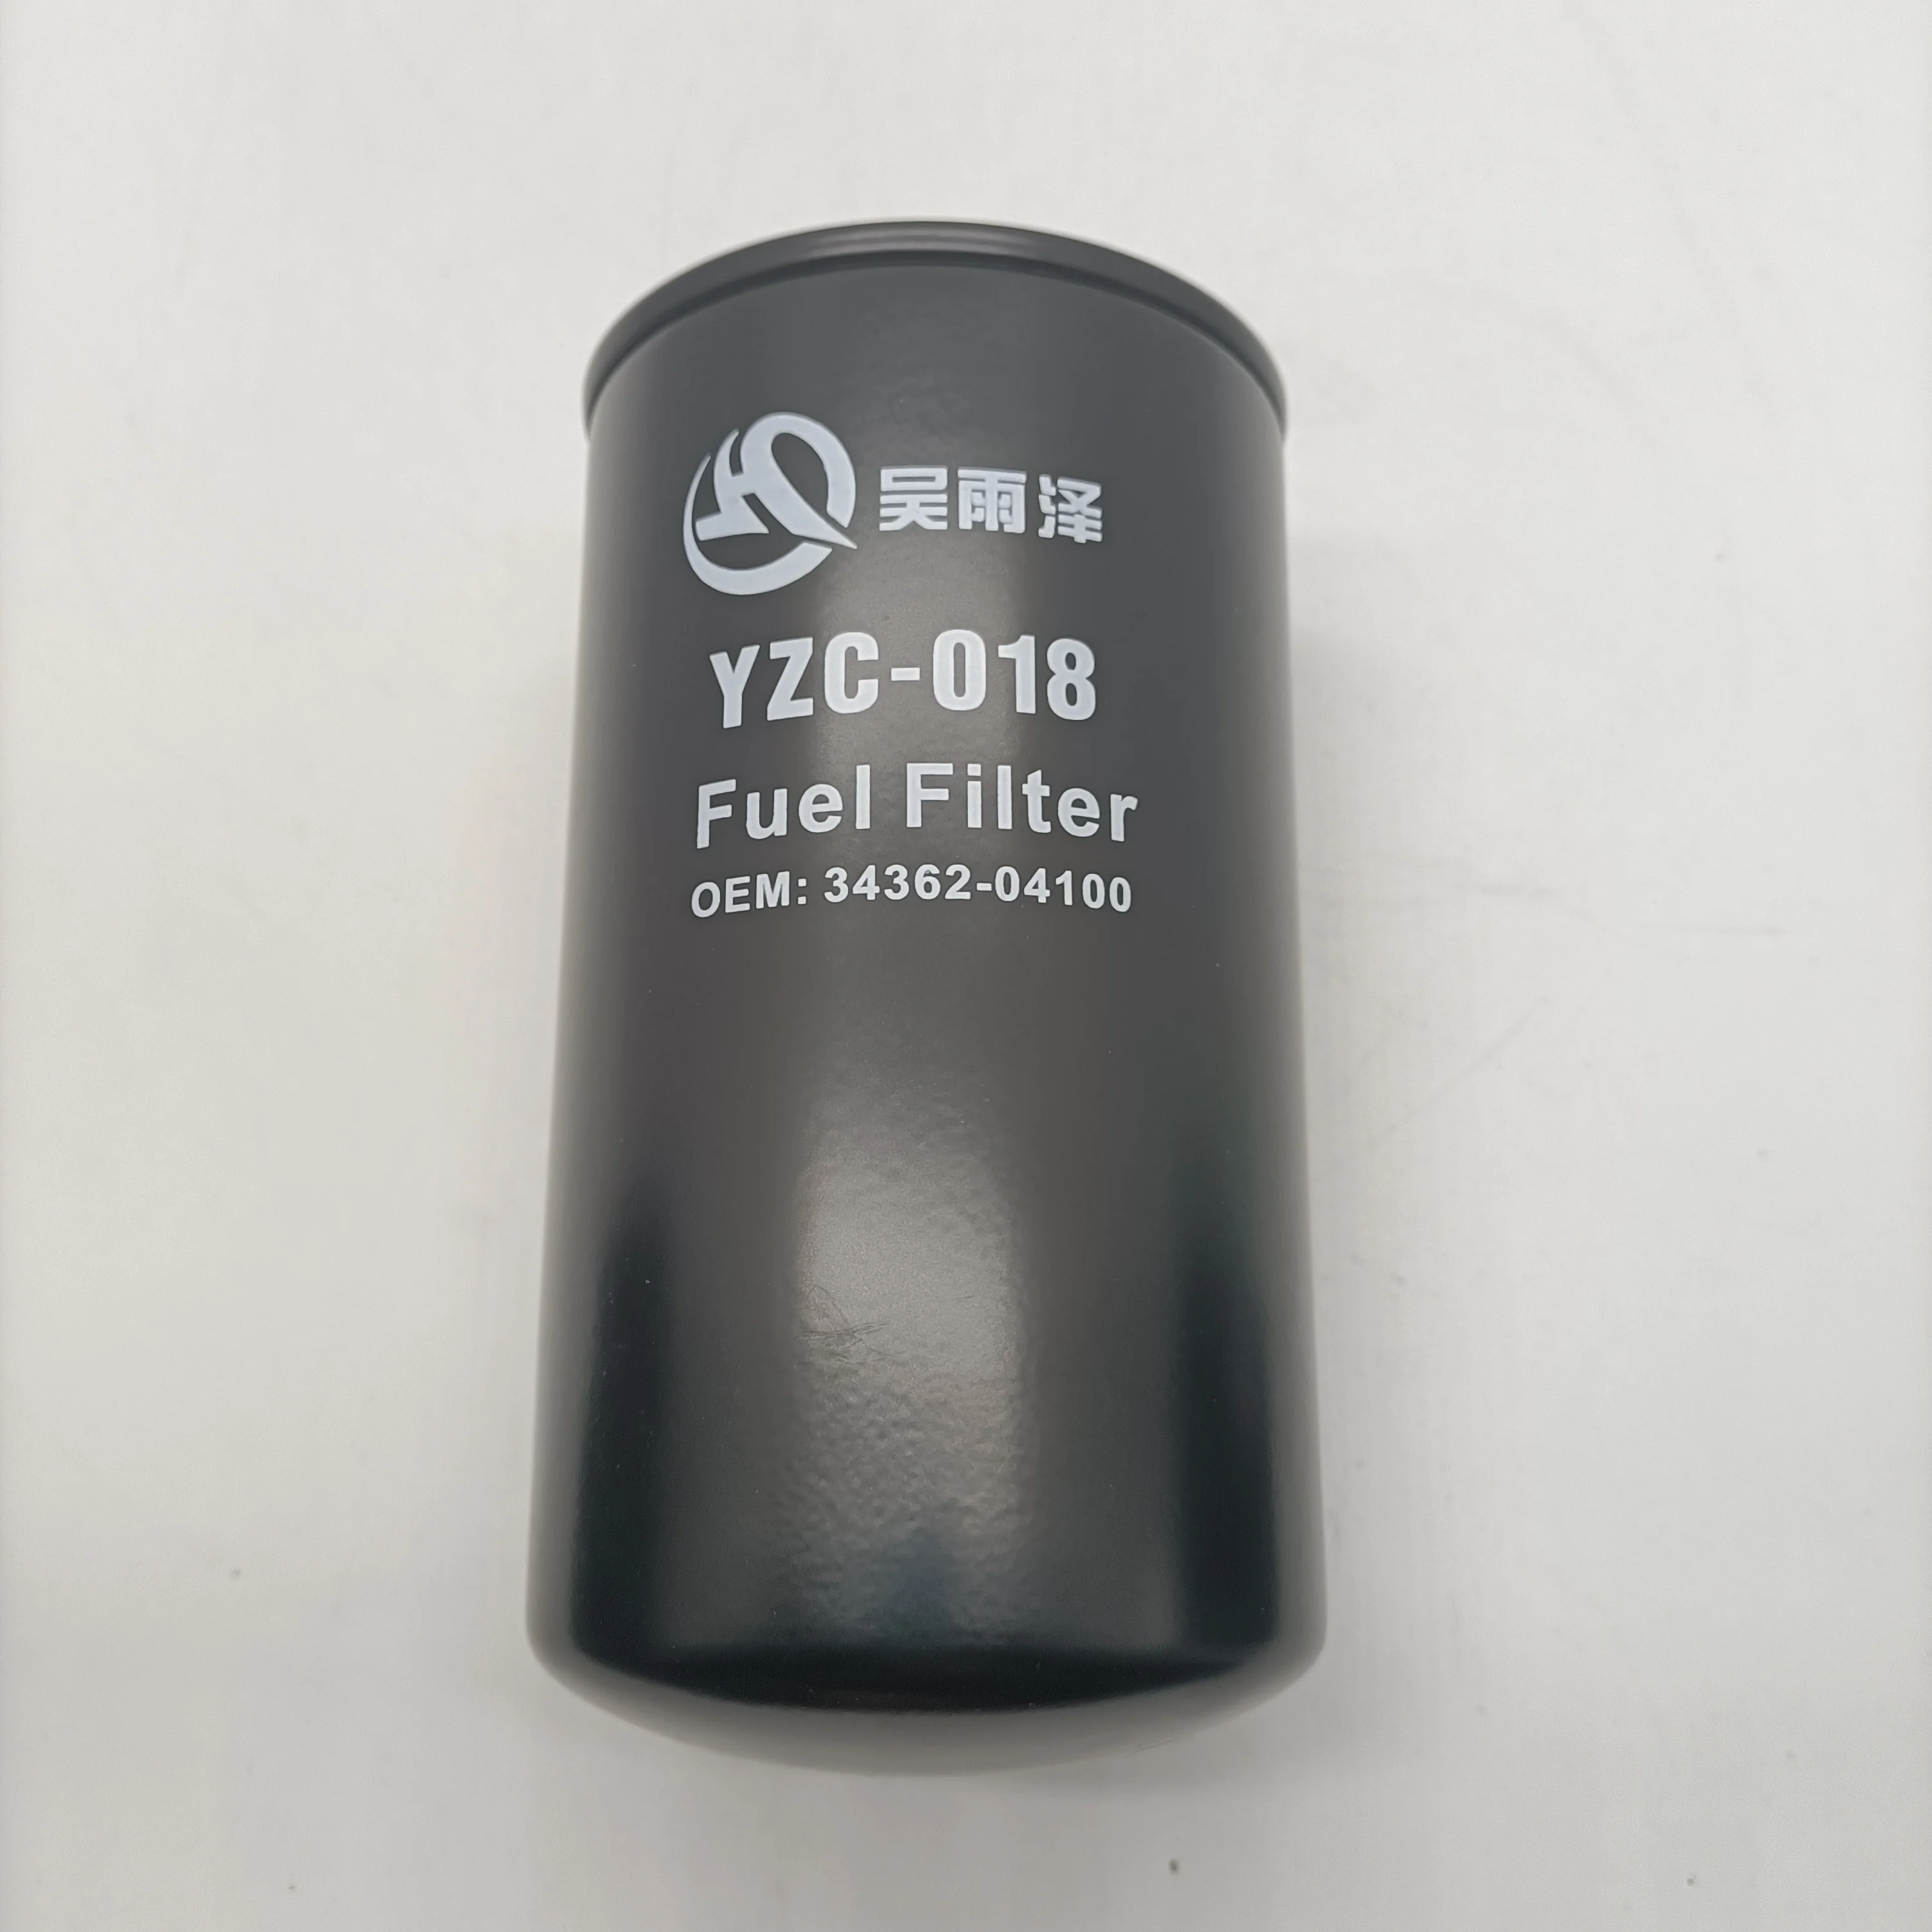 吴雨泽
YZC-018
Fuel Filter
OEM: 34362-04100